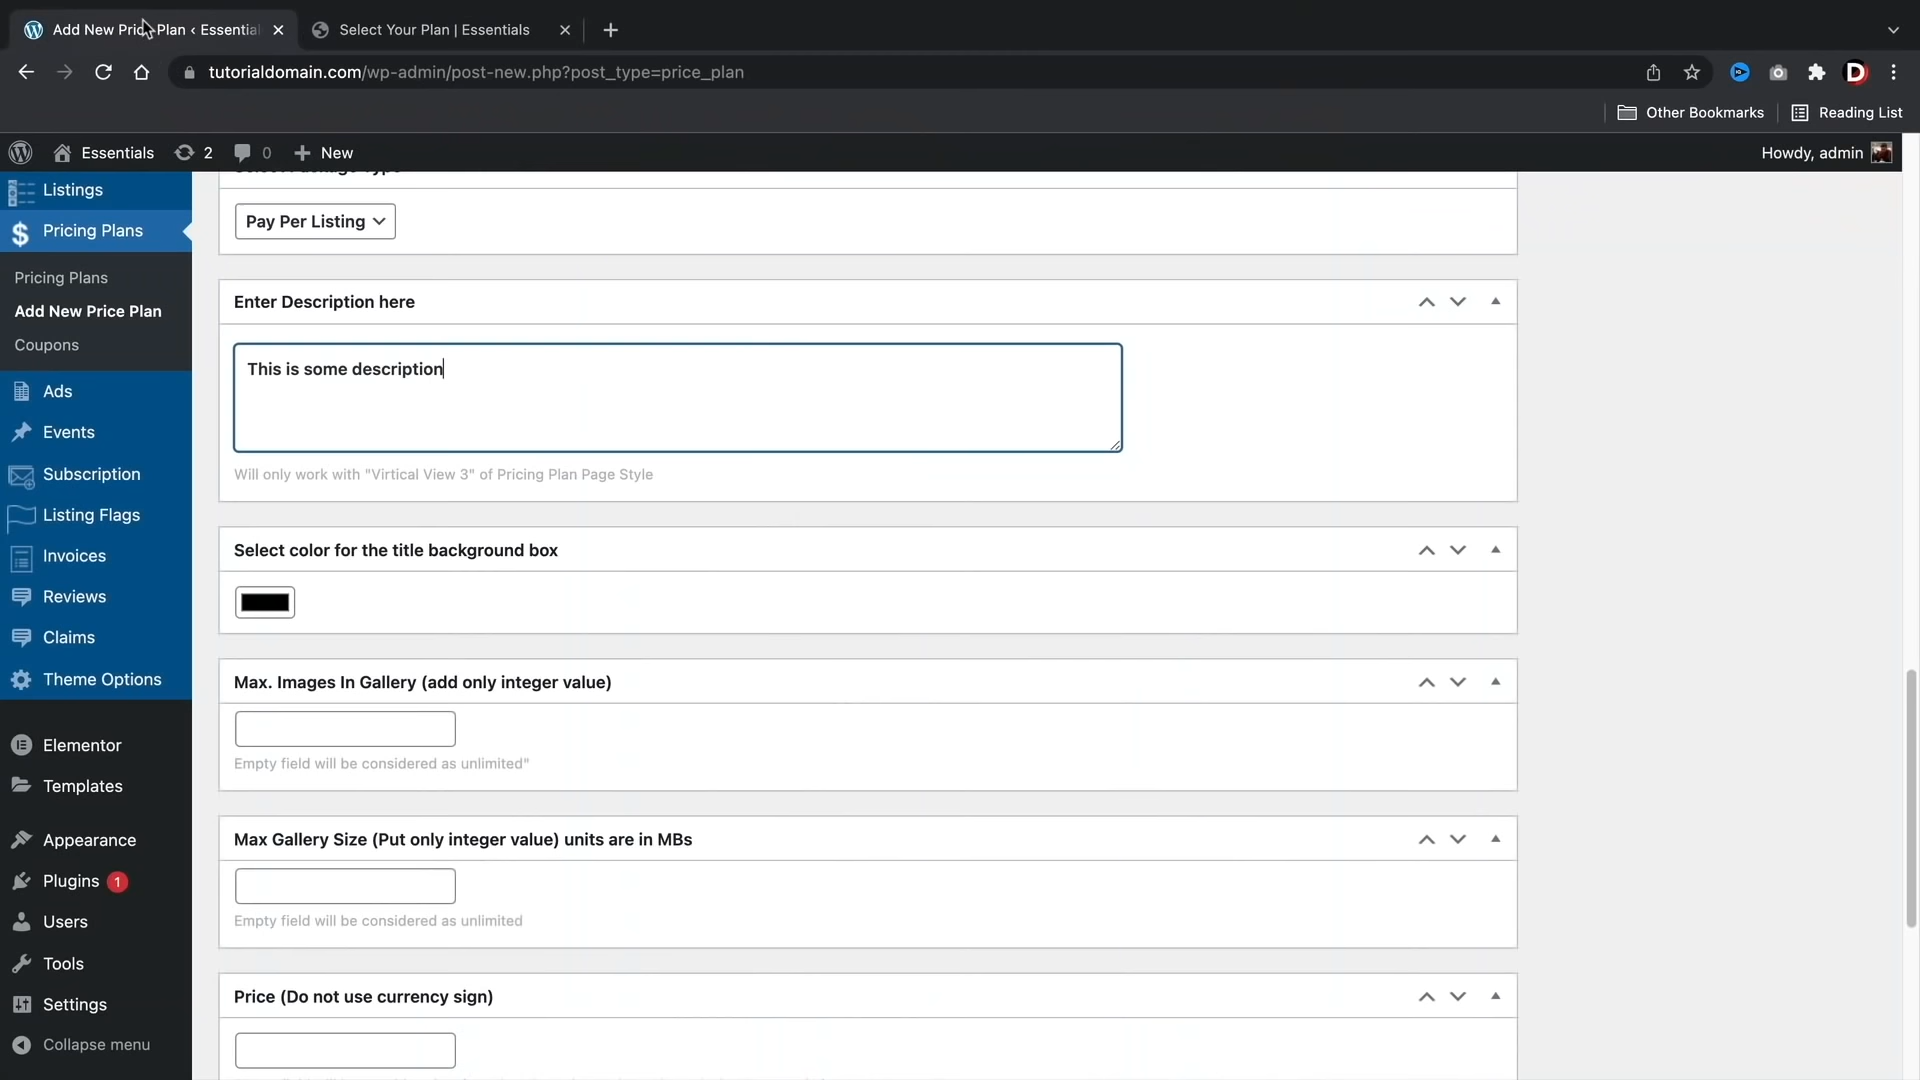 Add New Price Plan ‹ Essential
Select Your Plan | Essentials
tutorialdomain.com/wp-admin/post-new.php?post_type=price_plan
Other Bookmarks
Reading List
Essentials
2
0
New
Howdy, admin
Listings
Pricing Plans
Pricing Plans
Add New Price Plan
Coupons
Ads
Events
Subscription
Listing Flags
Invoices
Reviews
Claims
Theme Options
Elementor
Templates
Appearance
Plugins 1
Users
Tools
Settings
Collapse menu
Pay Per Listing
Enter Description here
This is some description
Will only work with "Virtical View 3" of Pricing Plan Page Style
Select color for the title background box
Max. Images In Gallery (add only integer value)
Empty field will be considered as unlimited"
Max Gallery Size (Put only integer value) units are in MBs
Empty field will be considered as unlimited
Price (Do not use currency sign)